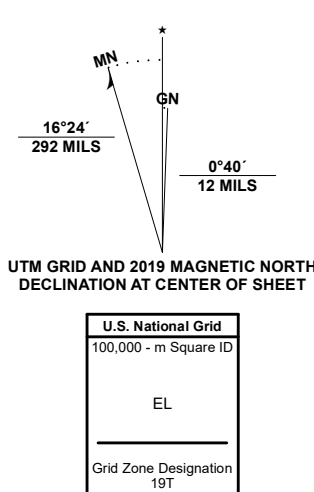 ★
MN
GN
16°24´
292 MILS
0°40´
12 MILS
UTM GRID AND 2019 MAGNETIC NORTH
DECLINATION AT CENTER OF SHEET
U.S. National Grid
100,000 - m Square ID
EL
Grid Zone Designation
19T